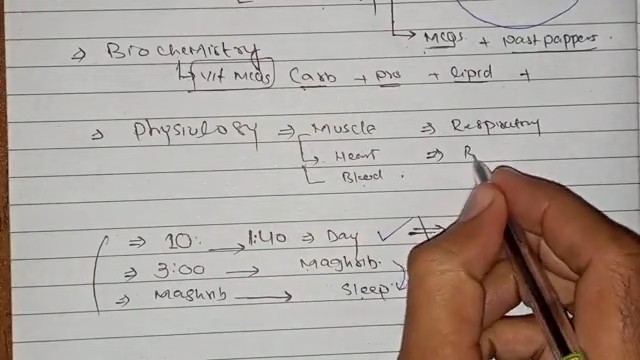 → MCQs + past pappers.
⇒ Biochemistry
↳ vit MCQs Carb + pro + lipid +
⇒ Physiology ⇒ Muscle ⇒ Respiratory
→ Heart ⇒ R
Blood .
⇒ 10: → 1:40 ⇒ Day ✓
⇒ 3:00 → Maghrib.
⇒ Maghrib → Sleep.